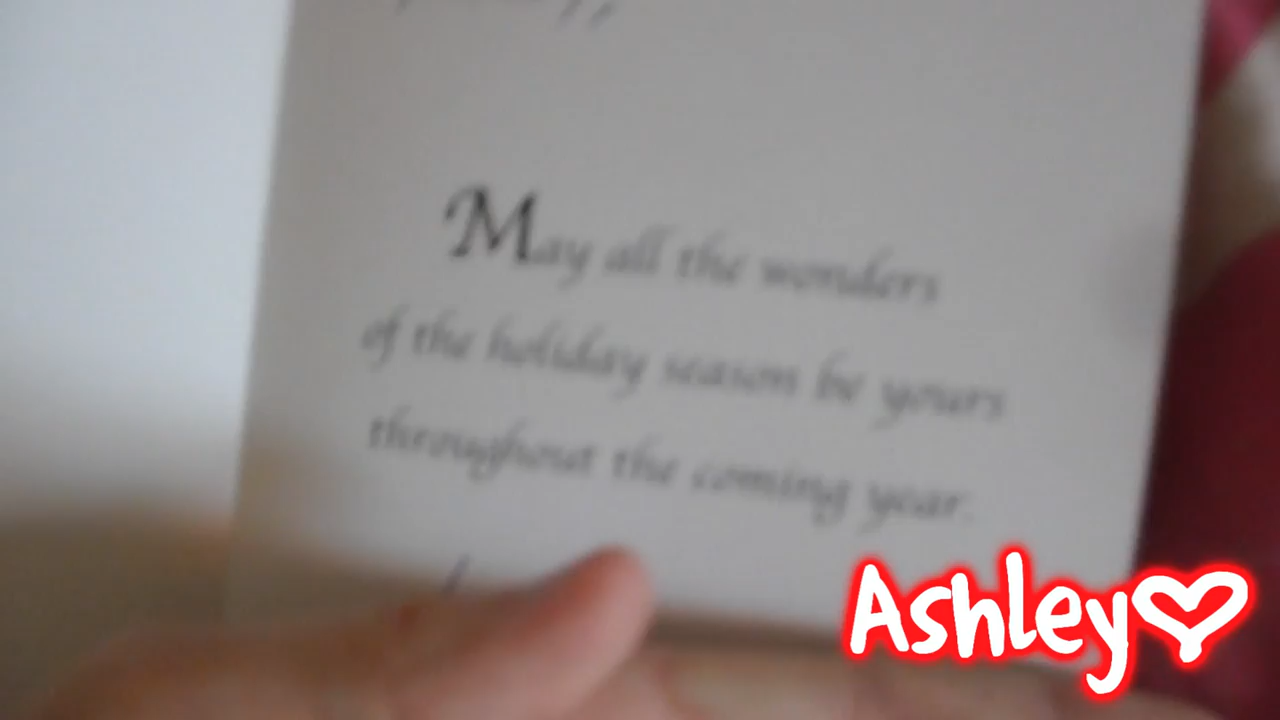 May all the wonders
of the holiday season be yours
throughout the coming year.
Ashley♡